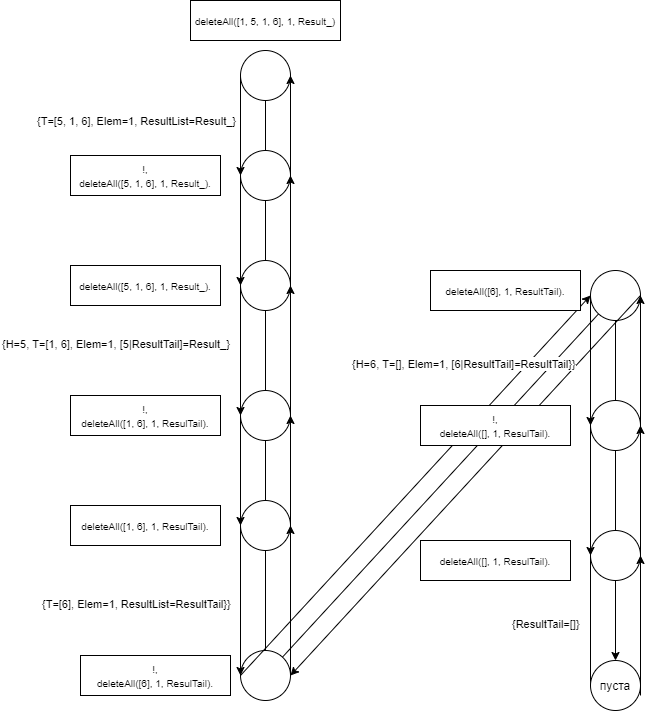 deleteAll([1, 5, 1, 6], 1, Result_)
{T=[5, 1, 6], Elem=1, ResultList=Result_}
!,
deleteAll([5, 1, 6], 1, Result_).
deleteAll([5, 1, 6], 1, Result_).
{H=5, T=[1, 6], Elem=1, [5|ResultTail]=Result_}
!,
deleteAll([1, 6], 1, ResulTail).
deleteAll([1, 6], 1, ResulTail).
{T=[6], Elem=1, ResultList=ResultTail}}
!,
deleteAll([6], 1, ResulTail).
deleteAll([6], 1, ResulTail).
{H=6, T=[], Elem=1, [6|ResultTail]=ResultTail}}
!,
deleteAll([], 1, ResulTail).
deleteAll([], 1, ResulTail).
{ResultTail=[]}
пуста